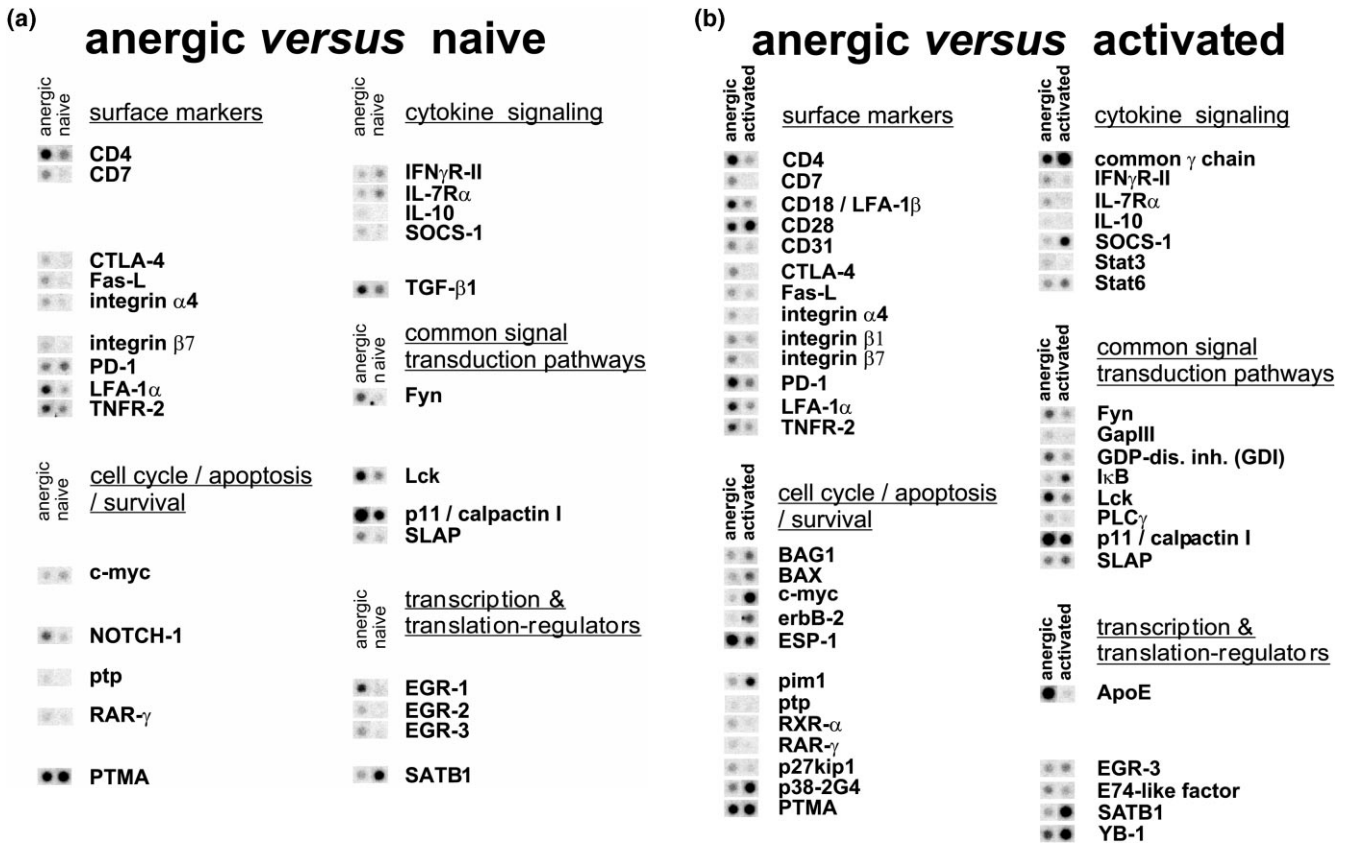 (a)
anergic versus naive
anergic
naive
surface markers
CD4
CD7
CTLA-4
Fas-L
integrin α4
integrin β7
PD-1
LFA-1α
TNFR-2
anergic
naive
cell cycle / apoptosis
/ survival
c-myc
NOTCH-1
ptp
RAR-γ
PTMA
anergic
naive
cytokine signaling
IFNγR-II
IL-7Rα
IL-10
SOCS-1
TGF-β1
anergic
naive
common signal
transduction pathways
Fyn
Lck
p11 / calpactin I
SLAP
anergic
naive
transcription &
translation-regulators
EGR-1
EGR-2
EGR-3
SATB1
(b)
anergic versus activated
anergic
activated
surface markers
CD4
CD7
CD18 / LFA-1β
CD28
CD31
CTLA-4
Fas-L
integrin α4
integrin β1
integrin β7
PD-1
LFA-1α
TNFR-2
anergic
activated
cell cycle / apoptosis
/ survival
BAG1
BAX
c-myc
erbB-2
ESP-1
pim1
ptp
RXR-α
RAR-γ
p27kip1
p38-2G4
PTMA
anergic
activated
cytokine signaling
common γ chain
IFNγR-II
IL-7Rα
IL-10
SOCS-1
Stat3
Stat6
anergic
activated
common signal
transduction pathways
Fyn
GapIII
GDP-dis. inh. (GDI)
IκB
Lck
PLCγ
p11 / calpactin I
SLAP
anergic
activated
transcription &
translation-regulators
ApoE
EGR-3
E74-like factor
SATB1
YB-1